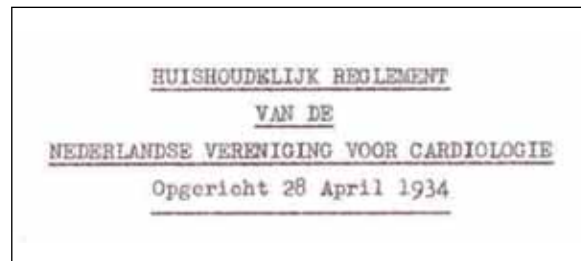 HUISHOUDELIJK REGLEMENT
VAN DE
NEDERLANDSE VERENIGING VOOR CARDIOLOGIE
Opgericht 28 April 1934